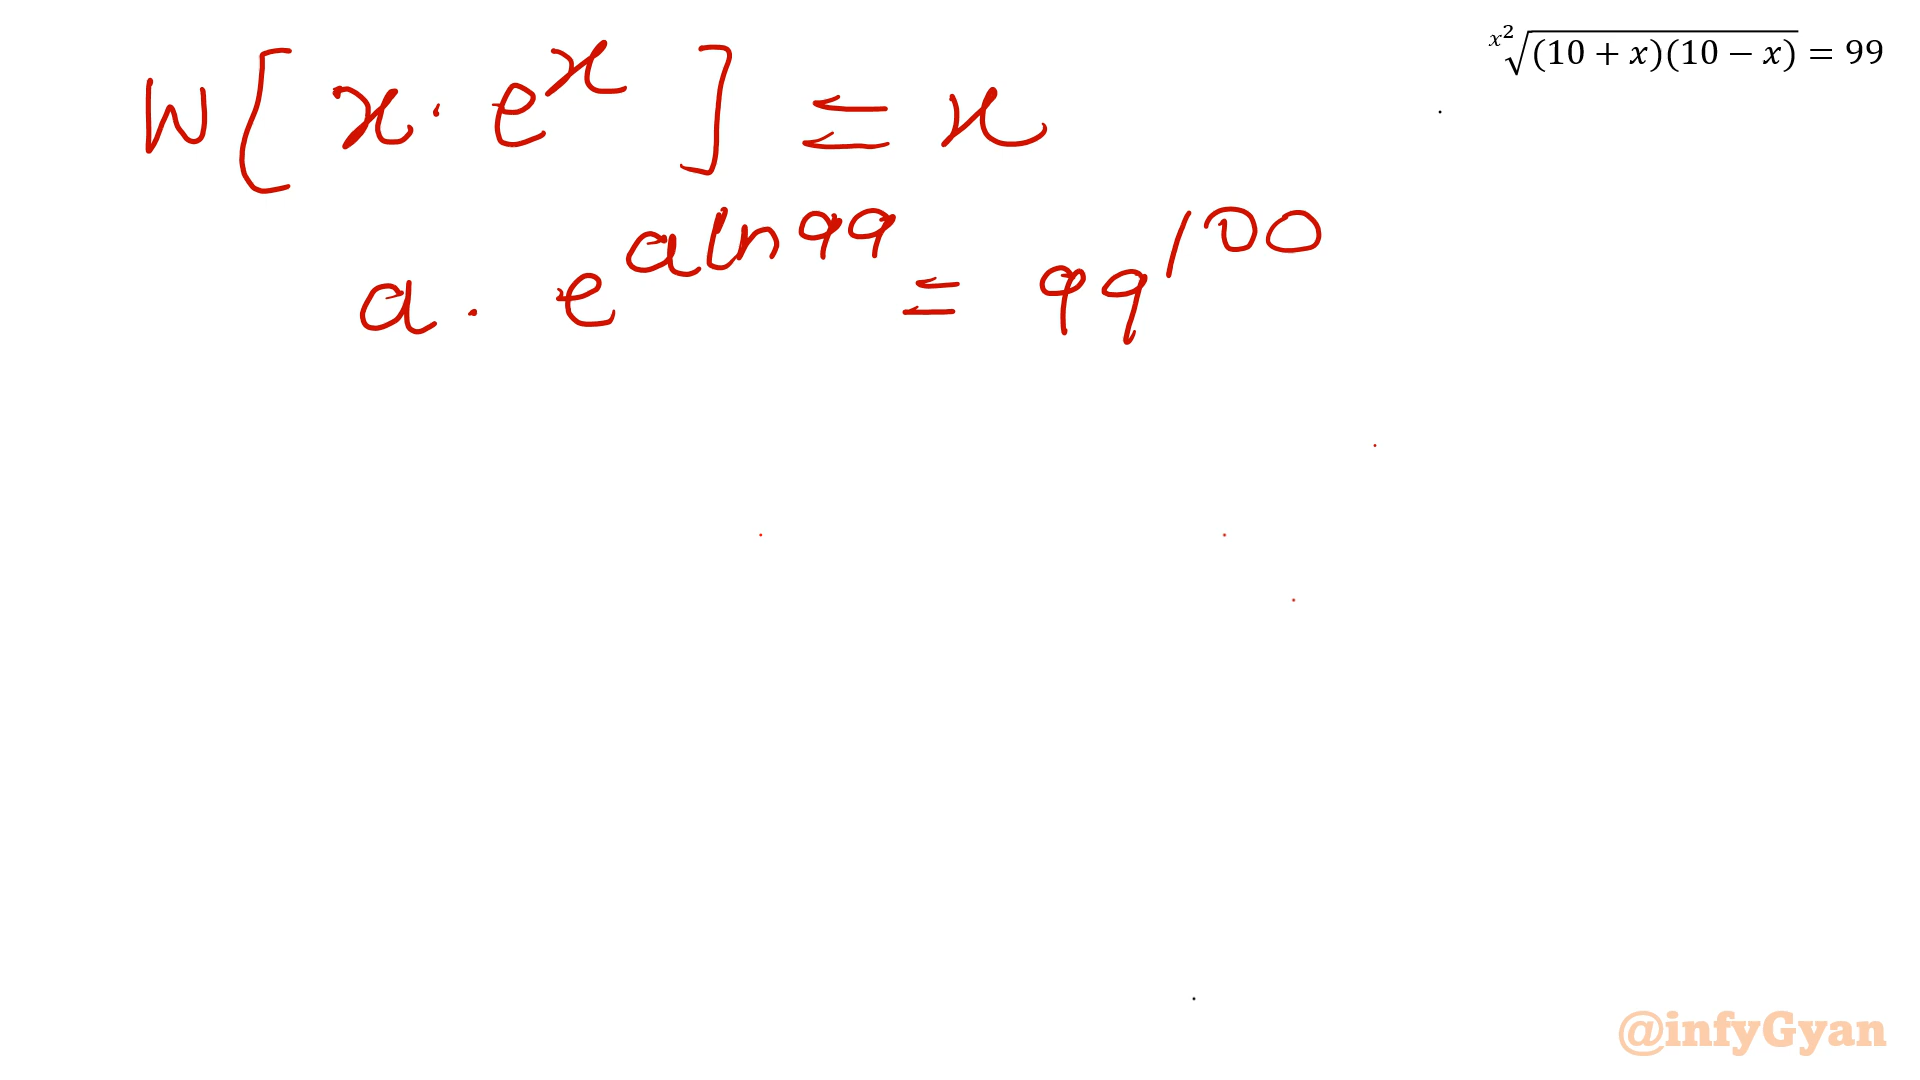 W[x · e^x] = x
ˣ²√(10 + x)(10 − x) = 99
a · e^(a ln 99) = 99^100
@infyGyan